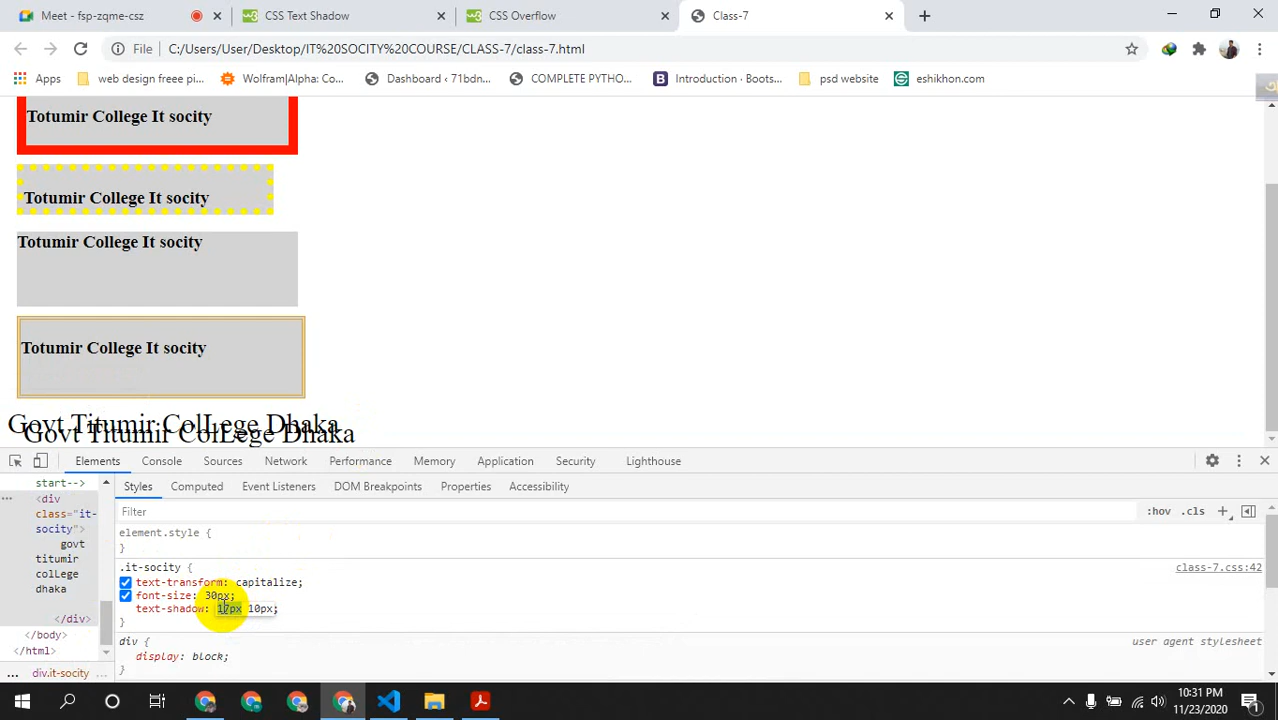 Meet - fsp-zqme-csz
CSS Text Shadow
CSS Overflow
Class-7
File
C:/Users/User/Desktop/IT%20SOCITY%20COURSE/CLASS-7/class-7.html
Apps
web design freee pi...
Wolfram|Alpha: Co...
Dashboard ‹ 71bdn...
COMPLETE PYTHO...
Introduction · Boots...
psd website
eshikhon.com
Totumir College It socity
Totumir College It socity
Totumir College It socity
Totumir College It socity
Govt Titumir ColLege Dhaka
Govt Titumir ColLege Dhaka
Elements
Console
Sources
Network
Performance
Memory
Application
Security
Lighthouse
start-->
<div
class="it-
socity">
govt
titumir
colLege
dhaka
</div>
</body>
</html>
... div.it-socity
Styles
Computed
Event Listeners
DOM Breakpoints
Properties
Accessibility
Filter
:hov .cls
element.style {
}
.it-socity {
class-7.css:42
text-transform: capitalize;
font-size: 30px;
text-shadow: 17px 10px;
}
div {
user agent stylesheet
display: block;
}
10:31 PM
11/23/2020